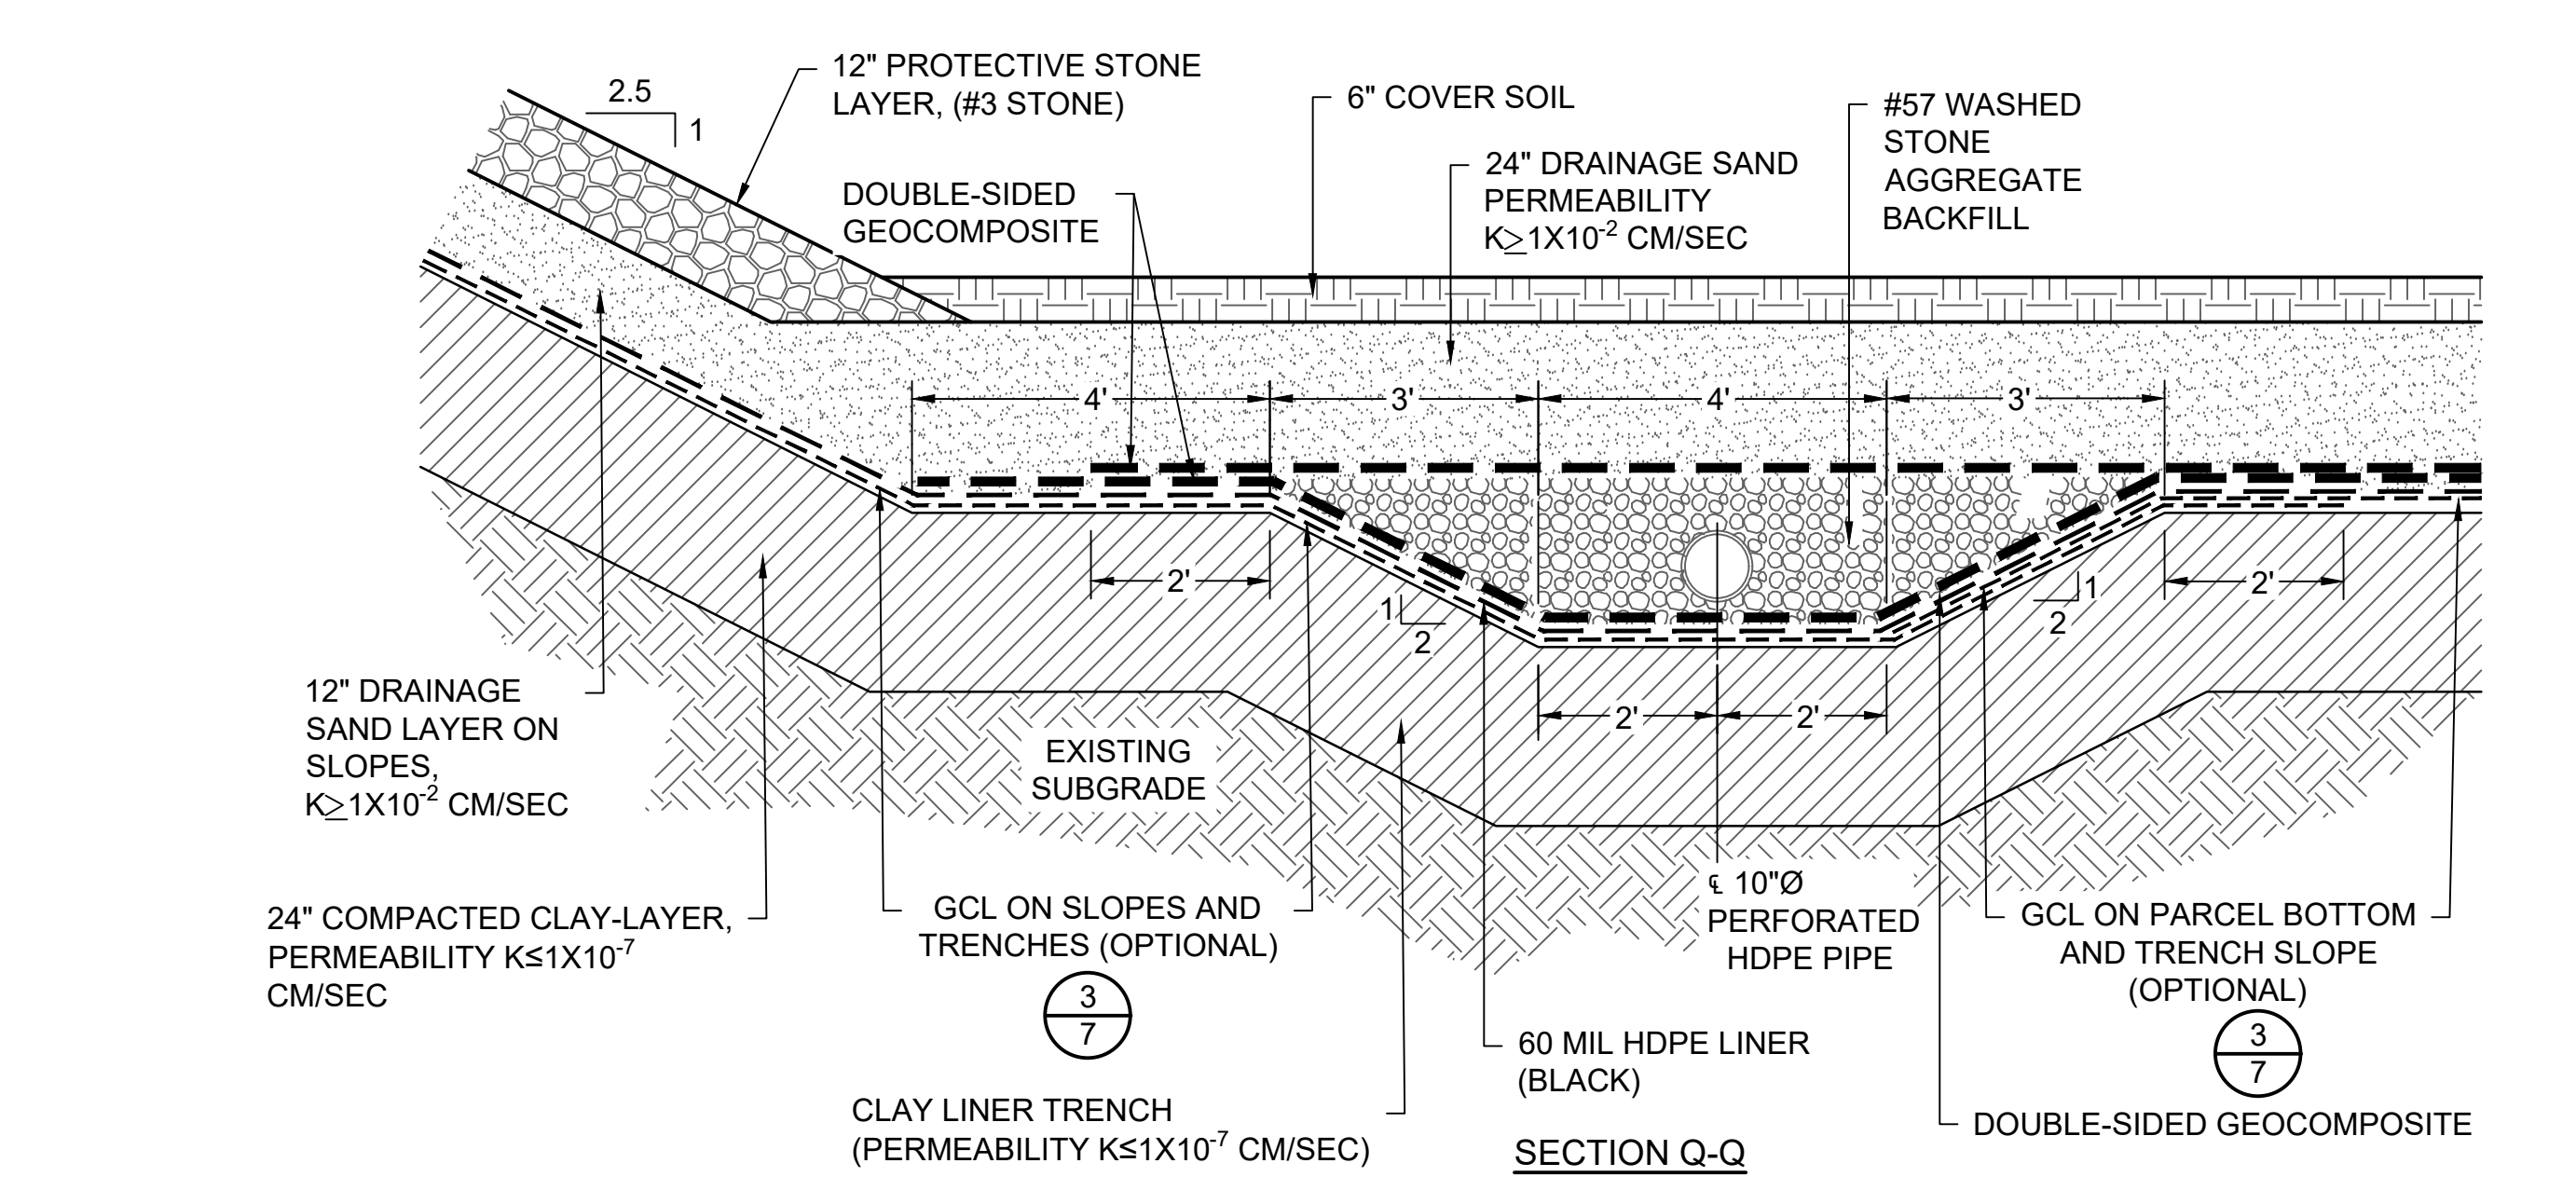 2.5
1
12" PROTECTIVE STONE
LAYER, (#3 STONE)
6" COVER SOIL
#57 WASHED
STONE
AGGREGATE
BACKFILL
24" DRAINAGE SAND
PERMEABILITY
K≥1X10⁻² CM/SEC
DOUBLE-SIDED
GEOCOMPOSITE
4'
3'
4'
3'
2'
1
2
1
2
2'
2'
2'
12" DRAINAGE
SAND LAYER ON
SLOPES,
K≥1X10⁻² CM/SEC
EXISTING
SUBGRADE
24" COMPACTED CLAY-LAYER,
PERMEABILITY K≤1X10⁻⁷
CM/SEC
GCL ON SLOPES AND
TRENCHES (OPTIONAL)
3
7
℄ 10"Ø
PERFORATED
HDPE PIPE
GCL ON PARCEL BOTTOM
AND TRENCH SLOPE
(OPTIONAL)
3
7
60 MIL HDPE LINER
(BLACK)
CLAY LINER TRENCH
(PERMEABILITY K≤1X10⁻⁷ CM/SEC)
DOUBLE-SIDED GEOCOMPOSITE
SECTION Q-Q